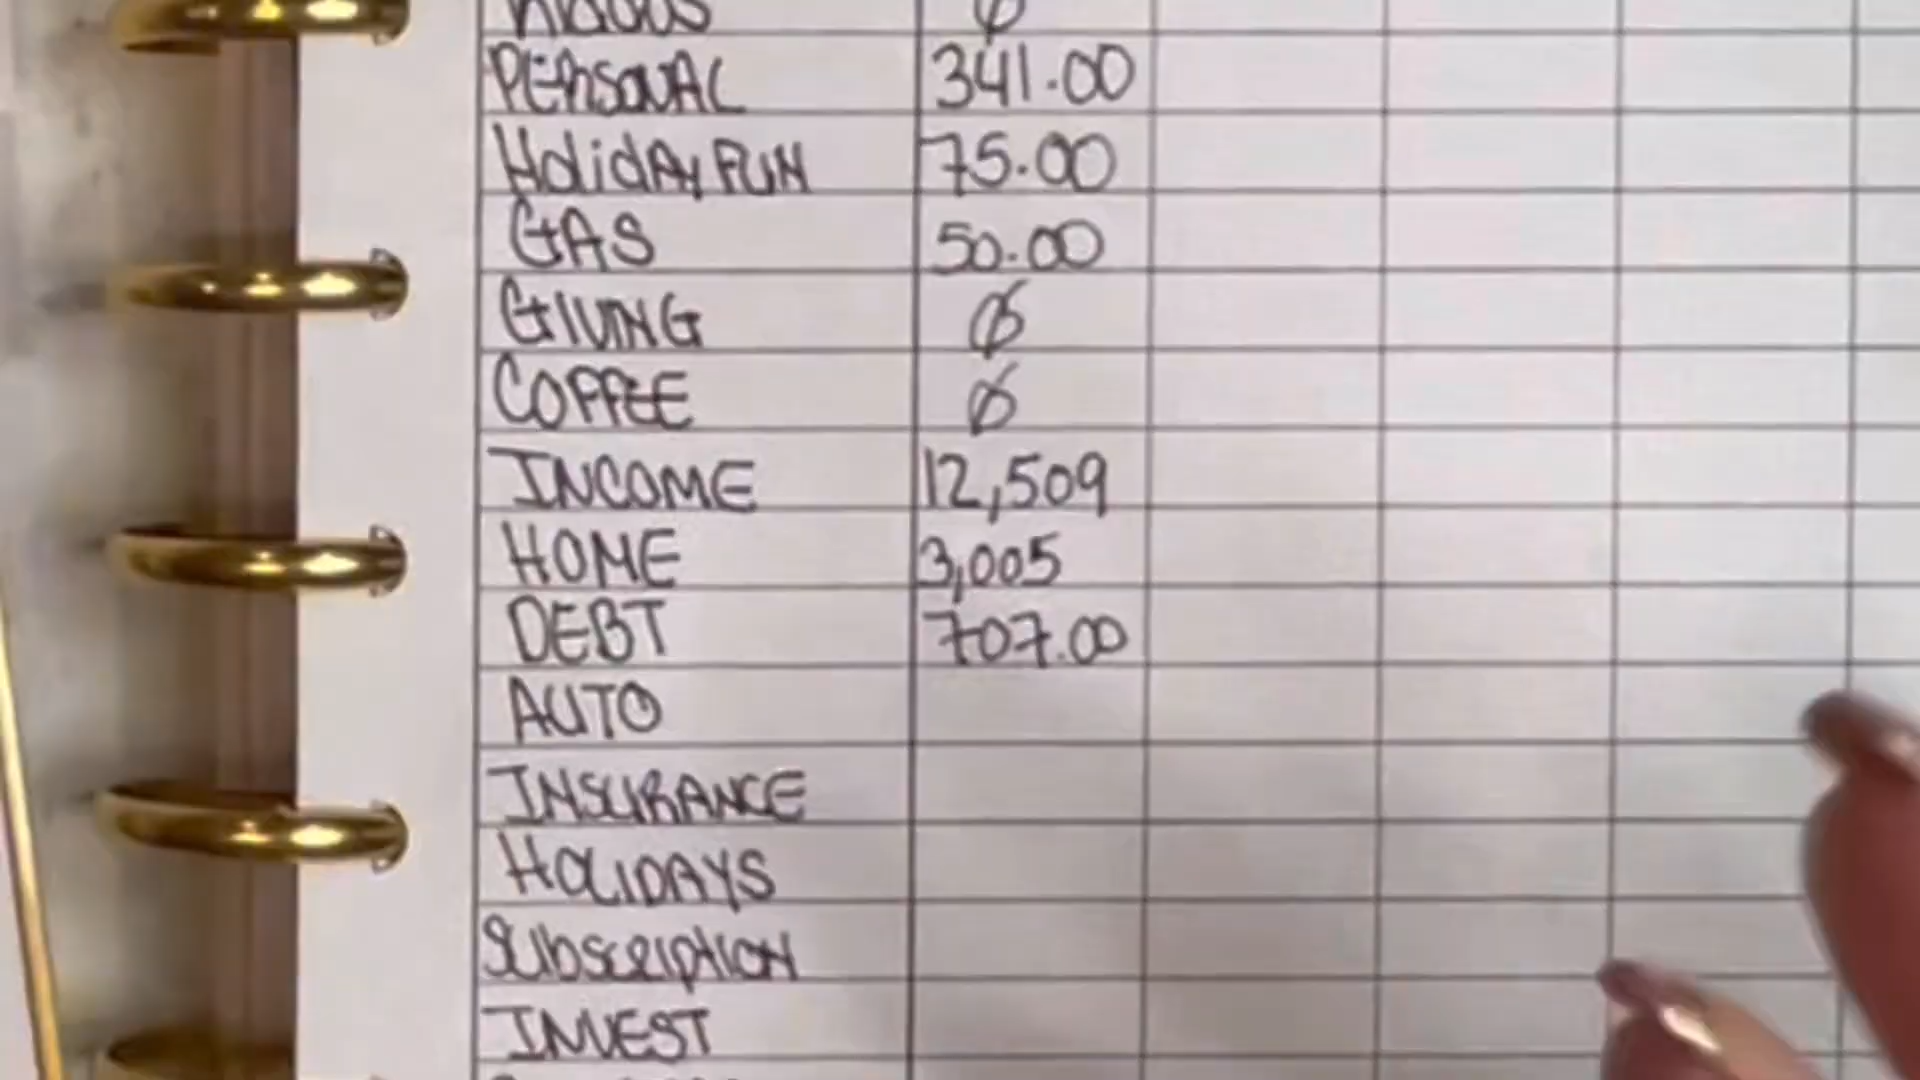 PERSONAL 341.00
HOLIDAY FUN 75.00
GAS 50.00
GIVING Ø
COFFEE Ø
INCOME 12,509
HOME 3,005
DEBT 707.00
AUTO
INSURANCE
HOLIDAYS
Subscription
INVEST